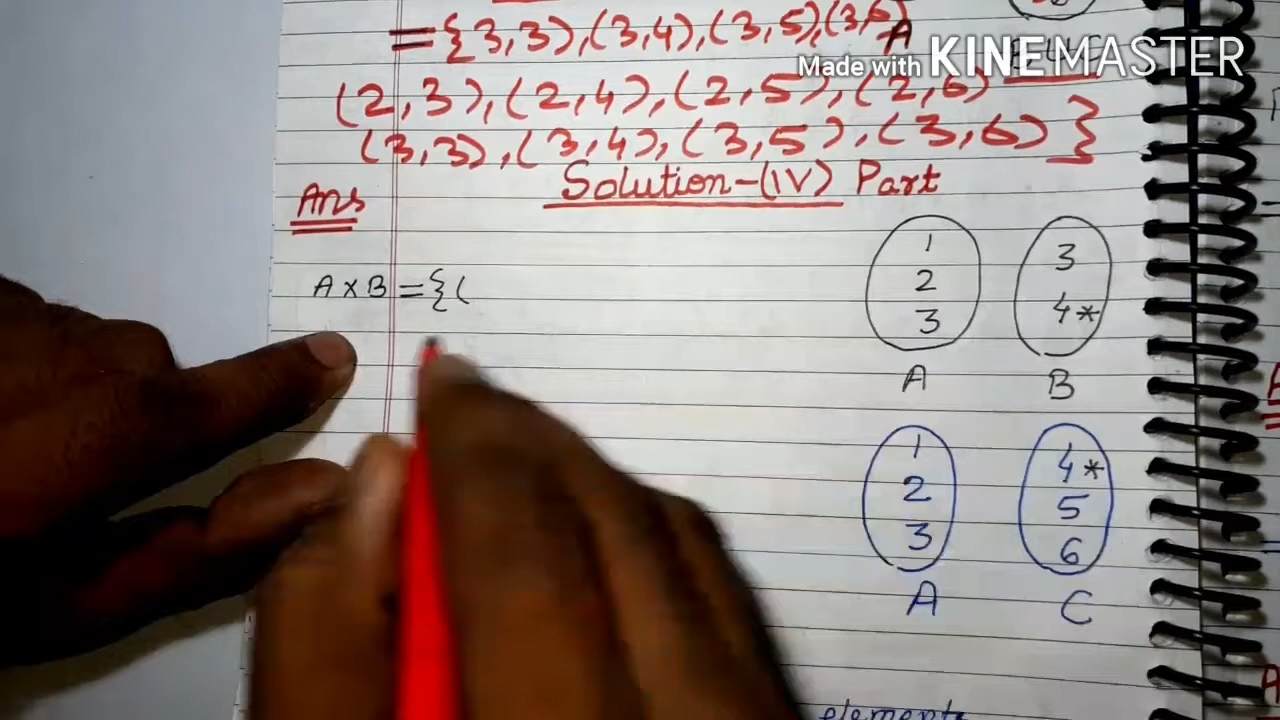 ={3,3),(3,4),(3,5),(3,6)
A
Made with KINEMASTER
(2,3),(2,4),(2,5),(2,6)
(3,3),(3,4),(3,5),(3,6)}
Ans
Solution-(IV) Part
A×B={(
1
2
3
A
3
4*
B
1
2
3
A
4*
5
6
C